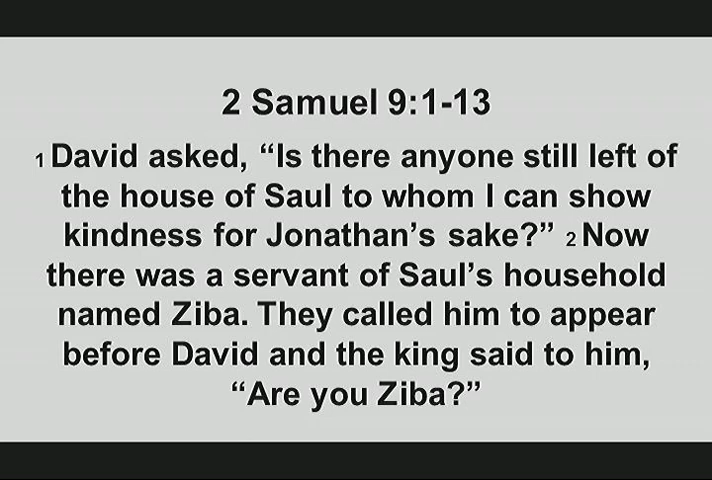 2 Samuel 9:1-13
1 David asked, “Is there anyone still left of
the house of Saul to whom I can show
kindness for Jonathan’s sake?” 2 Now
there was a servant of Saul’s household
named Ziba. They called him to appear
before David and the king said to him,
“Are you Ziba?”